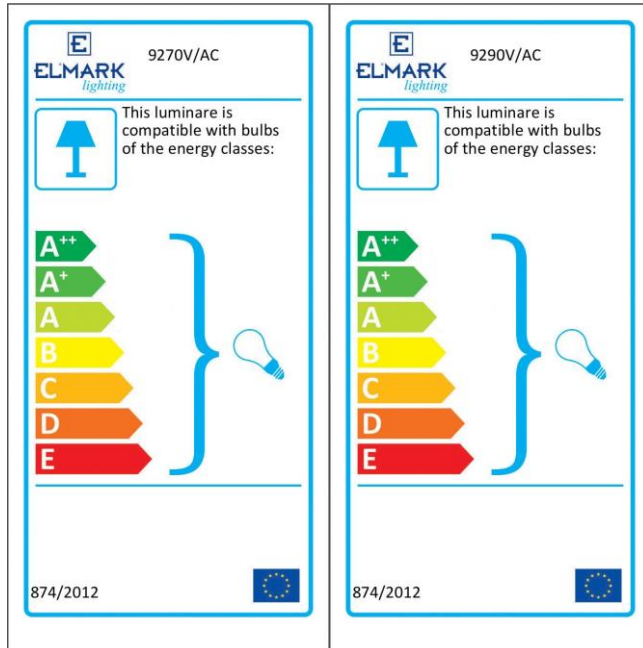 E
ELMARK
lighting
9270V/AC
This luminare is
compatible with bulbs
of the energy classes:
A++
A+
A
B
C
D
E
874/2012
E
ELMARK
lighting
9290V/AC
This luminare is
compatible with bulbs
of the energy classes:
A++
A+
A
B
C
D
E
874/2012